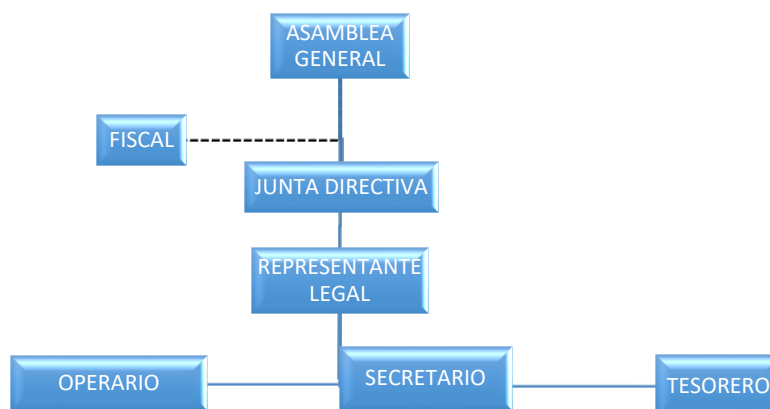 ASAMBLEA
GENERAL
FISCAL
JUNTA DIRECTIVA
REPRESENTANTE
LEGAL
OPERARIO
SECRETARIO
TESORERO